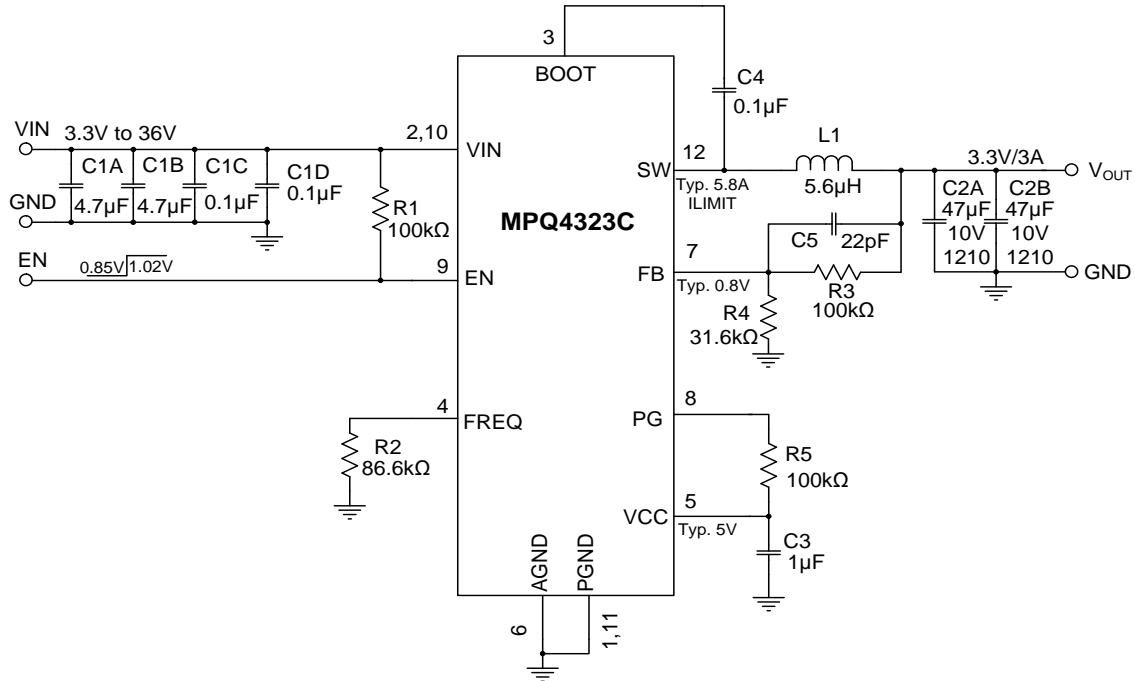 3
BOOT
C4
0.1µF
VIN
3.3V to 36V
2,10
VIN
C1A
4.7µF
C1B
4.7µF
C1C
0.1µF
C1D
0.1µF
GND
R1
100kΩ
EN
0.85V
1.02V
9
EN
MPQ4323C
SW
12
Typ. 5.8A
ILIMIT
L1
5.6µH
3.3V/3A
VOUT
C2A
47µF
10V
1210
C2B
47µF
10V
1210
GND
C5
22pF
7
FB
Typ. 0.8V
R3
100kΩ
R4
31.6kΩ
4
FREQ
R2
86.6kΩ
8
PG
R5
100kΩ
5
VCC
Typ. 5V
C3
1µF
AGND
PGND
6
1,11